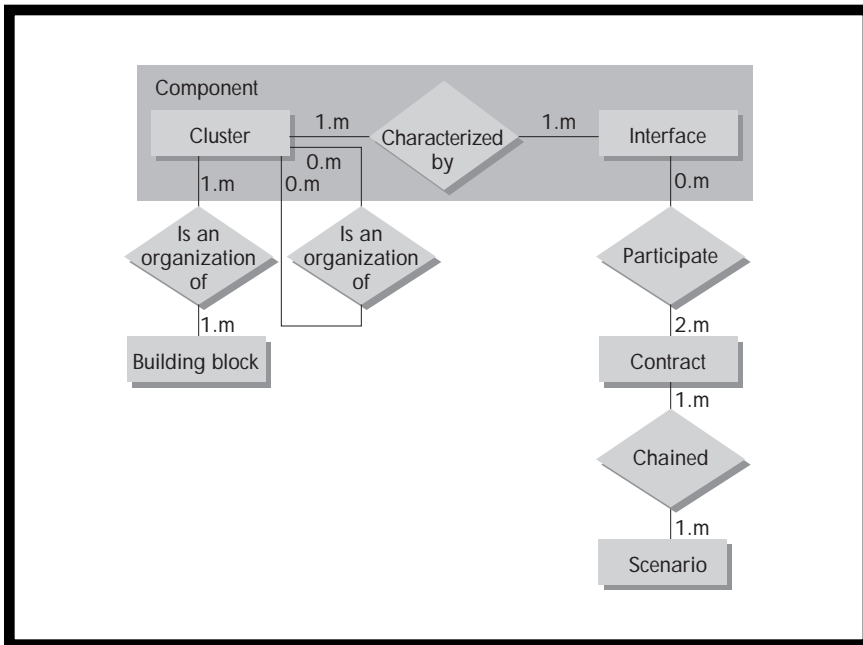 Component
Cluster
1.m
Characterized
by
1.m
Interface
0.m
1.m
0.m
0.m
Is an
organization
of
Is an
organization
of
Participate
1.m
2.m
Building block
Contract
1.m
Chained
1.m
Scenario